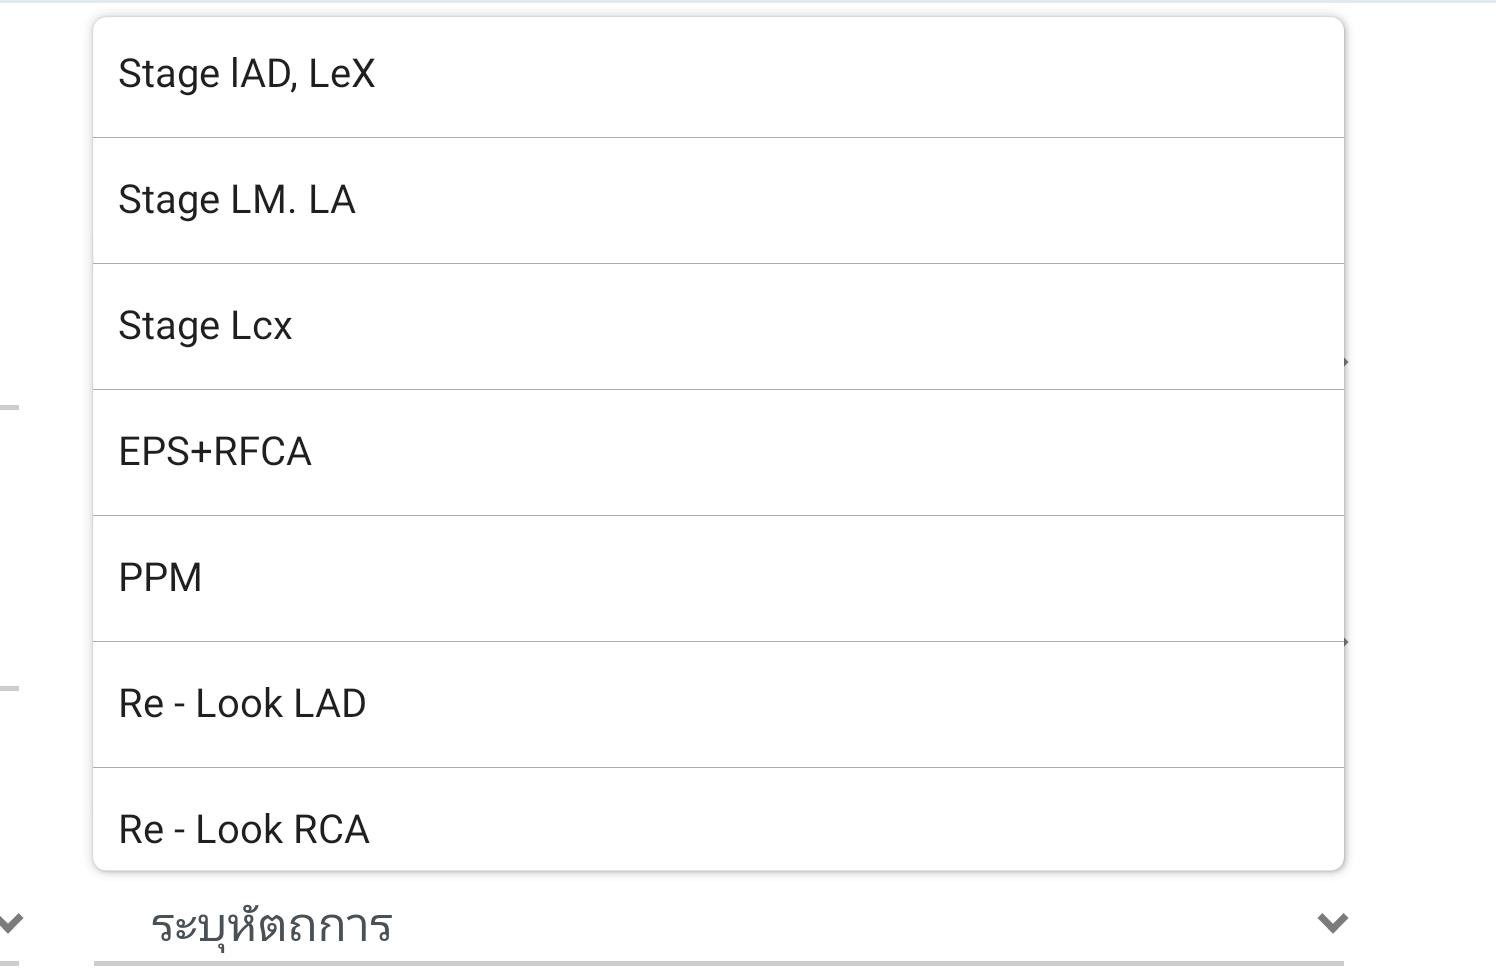 Stage lAD, LeX
Stage LM. LA
Stage Lcx
EPS+RFCA
PPM
Re - Look LAD
Re - Look RCA
ระบุหัตถการ